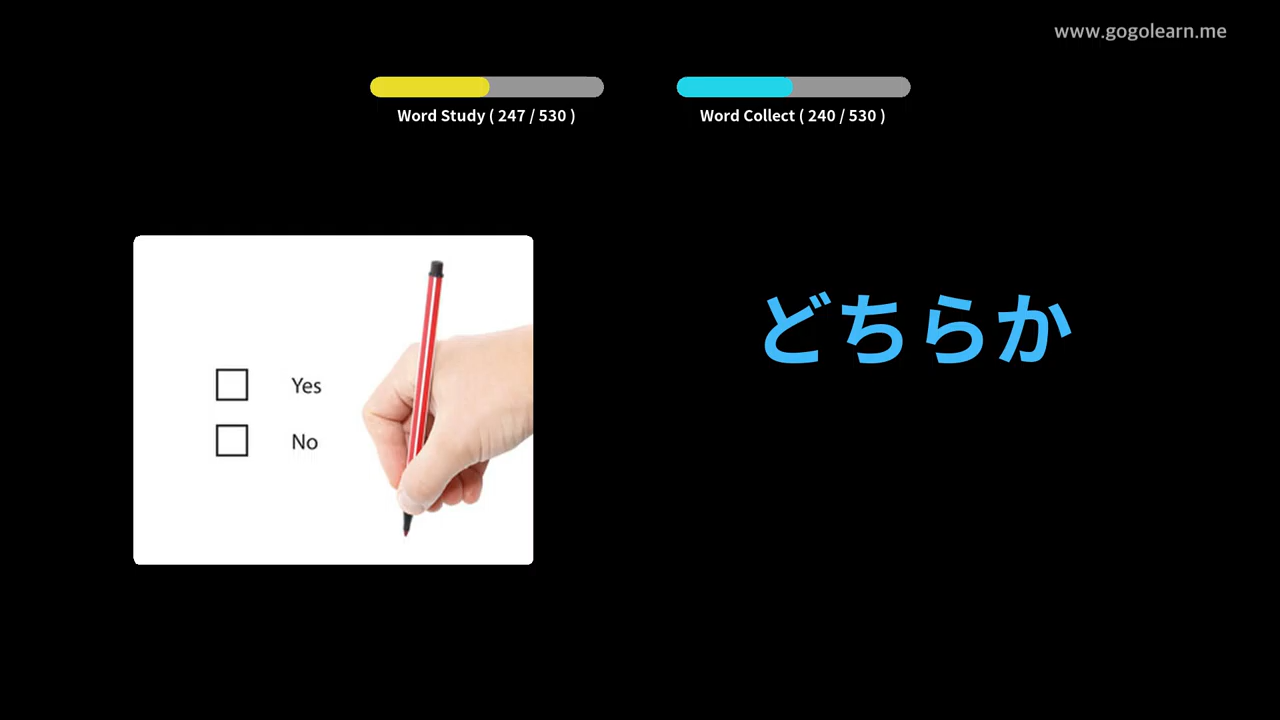 www.gogolearn.me
Word Study ( 247 / 530 )
Word Collect ( 240 / 530 )
どちらか
Yes
No